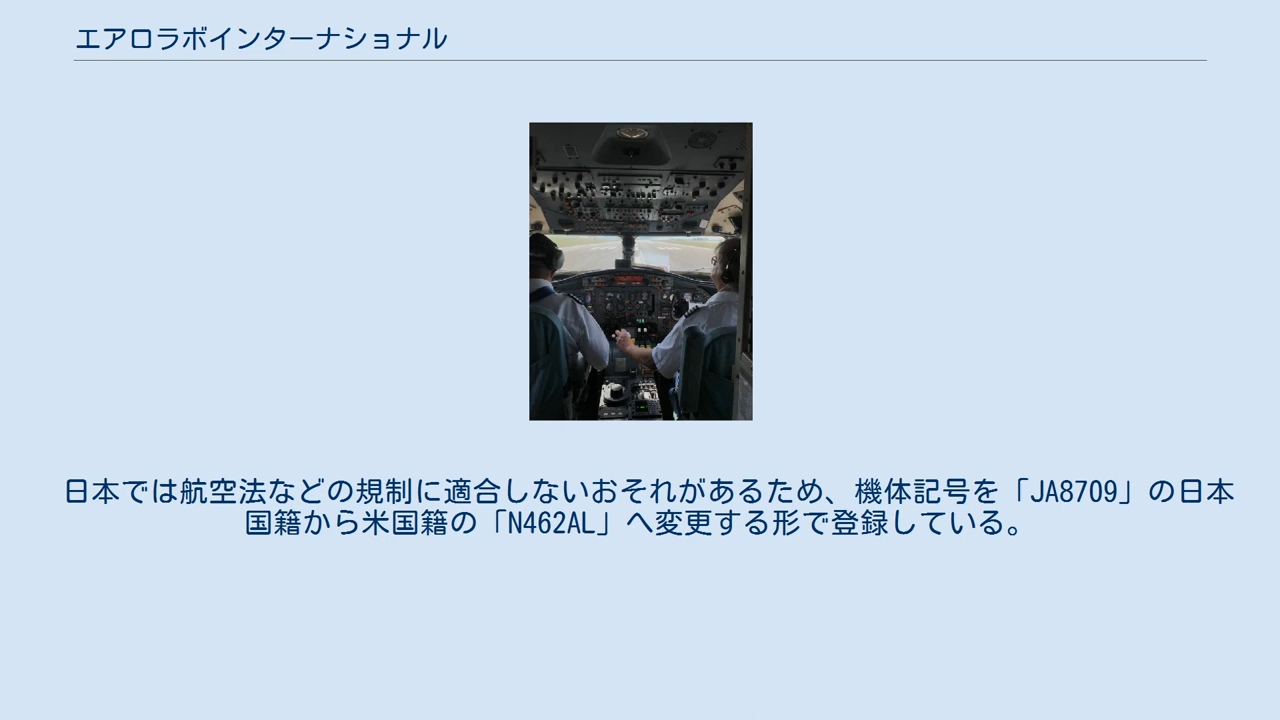 エアロラボインターナショナル
日本では航空法などの規制に適合しないおそれがあるため、機体記号を「JA8709」の日本
国籍から米国籍の「N462AL」へ変更する形で登録している。